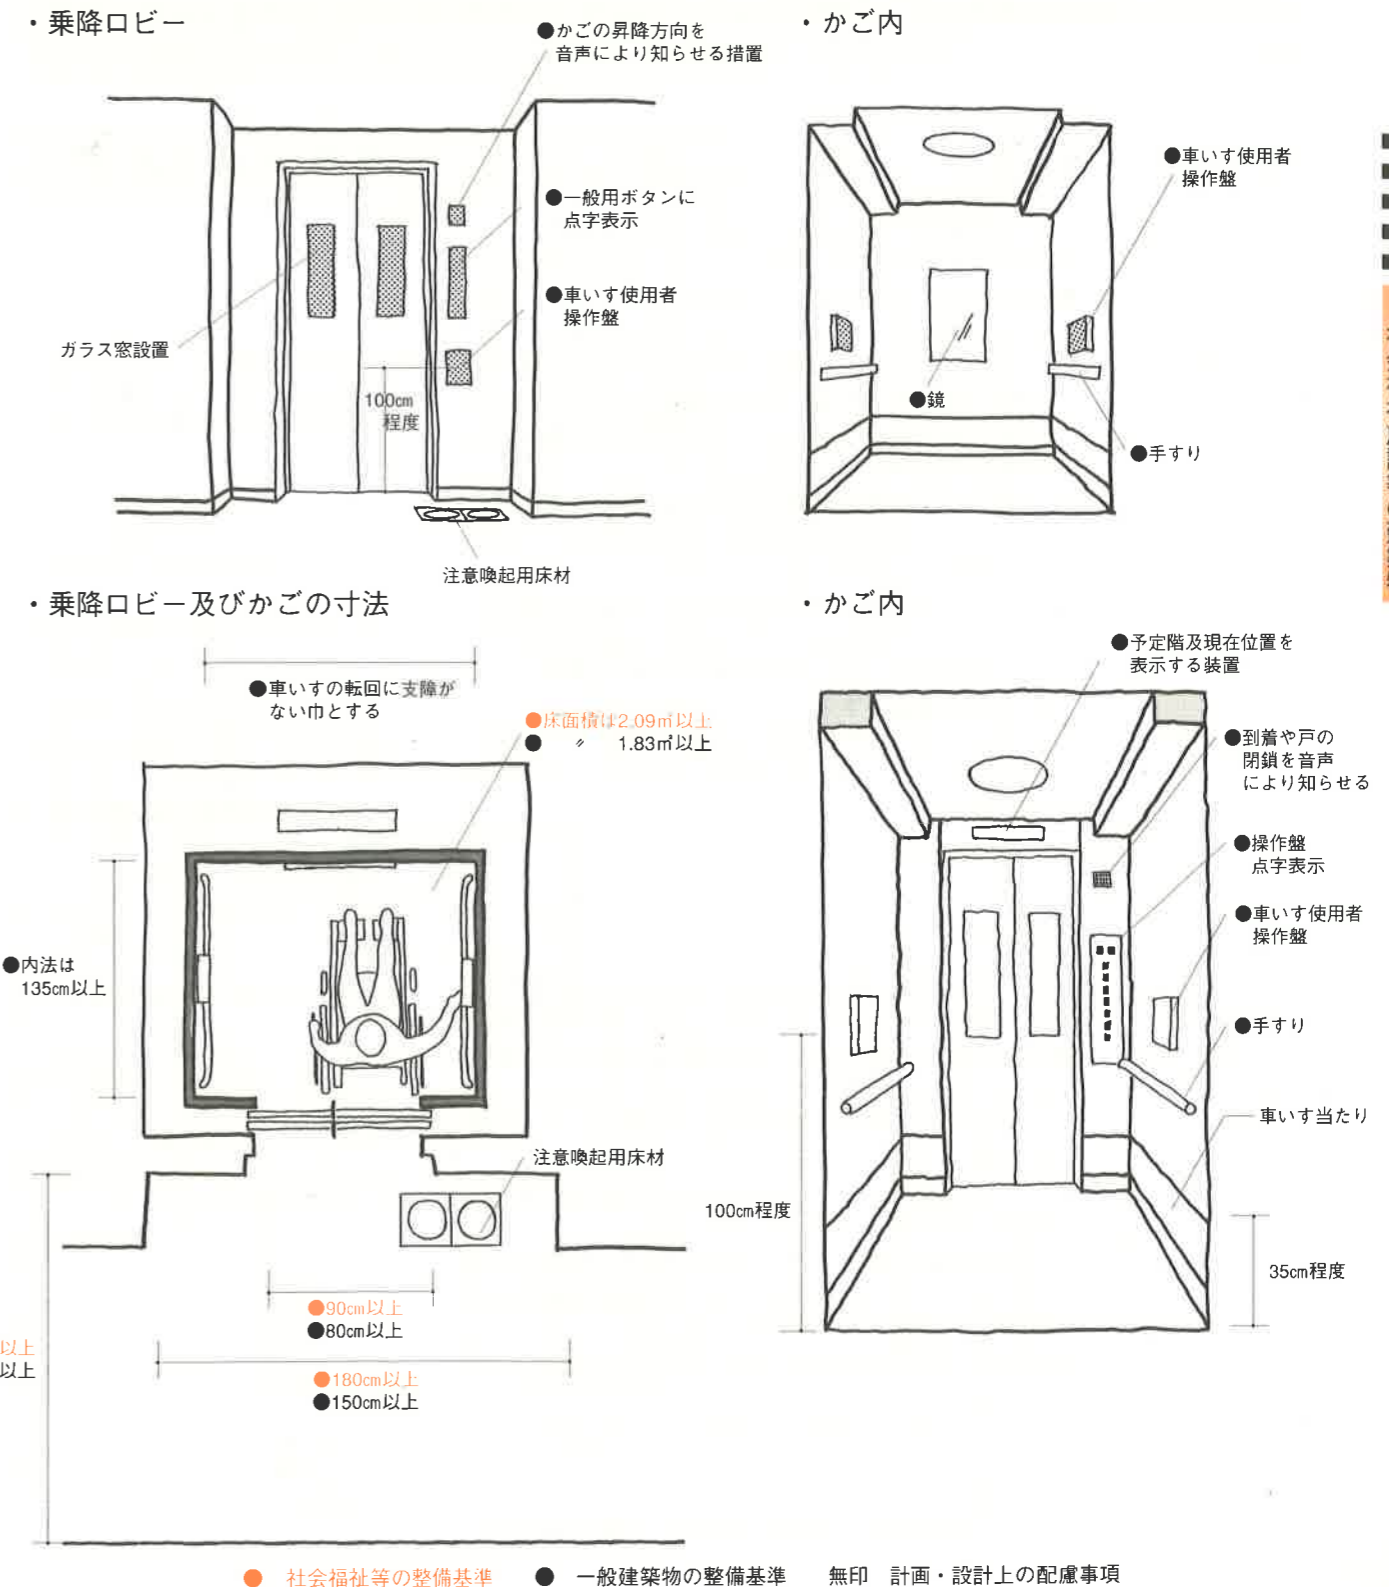 ・乗降ロビー
●かごの昇降方向を
音声により知らせる措置
●一般用ボタンに
点字表示
●車いす使用者
操作盤
ガラス窓設置
100cm
程度
注意喚起用床材
・かご内
●車いす使用者
操作盤
●鏡
●手すり
・乗降ロビー及びかごの寸法
●車いすの転回に支障が
ない巾とする
●床面積は2.09㎡以上
● 〃 1.83㎡以上
●内法は
135cm以上
注意喚起用床材
●90cm以上
●80cm以上
以上
以上
●180cm以上
●150cm以上
・かご内
●予定階及現在位置を
表示する装置
●到着や戸の
閉鎖を音声
により知らせる
●操作盤
点字表示
●車いす使用者
操作盤
●手すり
車いす当たり
100cm程度
35cm程度
● 社会福祉等の整備基準 ● 一般建築物の整備基準 無印 計画・設計上の配慮事項